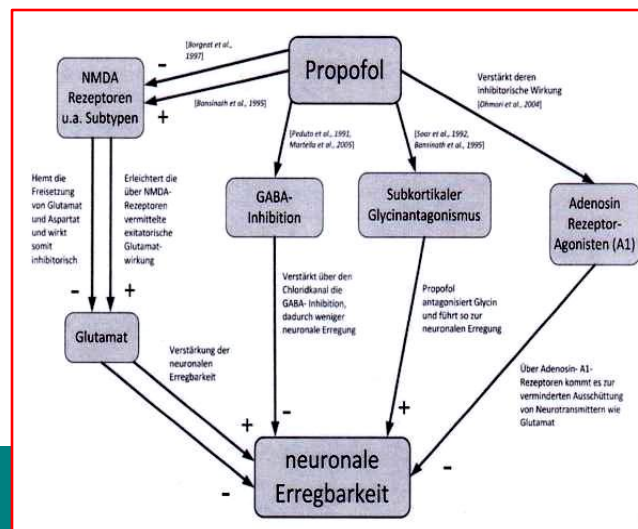 Propofol
[Borgeat et al.,
1997]
-
NMDA
Rezeptoren
u.a. Subtypen
+
[Bansinath et al. 1995]
Verstärkt deren
inhibitorische Wirkung
[Ohmori et al. 2004]
[Peduto et al. 1991,
Martella et al. 2005]
[Soar et al. 1992,
Bansinath et al. 1995]
Hemt die
Freisetzung
von Glutamat
und Aspartat
und wirkt
somit
inhibitorisch
Erleichtert die
über NMDA-
Rezeptoren
vermittelte
exitatorische
Glutamat-
wirkung
GABA-
Inhibition
Subkortikaler
Glycinantagonismus
Adenosin
Rezeptor-
Agonisten (A1)
-
+
Verstärkt über den
Chloridkanal die
GABA- Inhibition,
dadurch weniger
neuronale Erregung
Propofol
antagonisiert Glycin
und führt so zur
neuronalen Erregung
Glutamat
Verstärkung der
neuronalen
Erregbarkeit
Über Adenosin- A1-
Rezeptoren kommt es zur
verminderten Ausschüttung
von Neurotransmittern wie
Glutamat
+
-
+
-
-
neuronale
Erregbarkeit